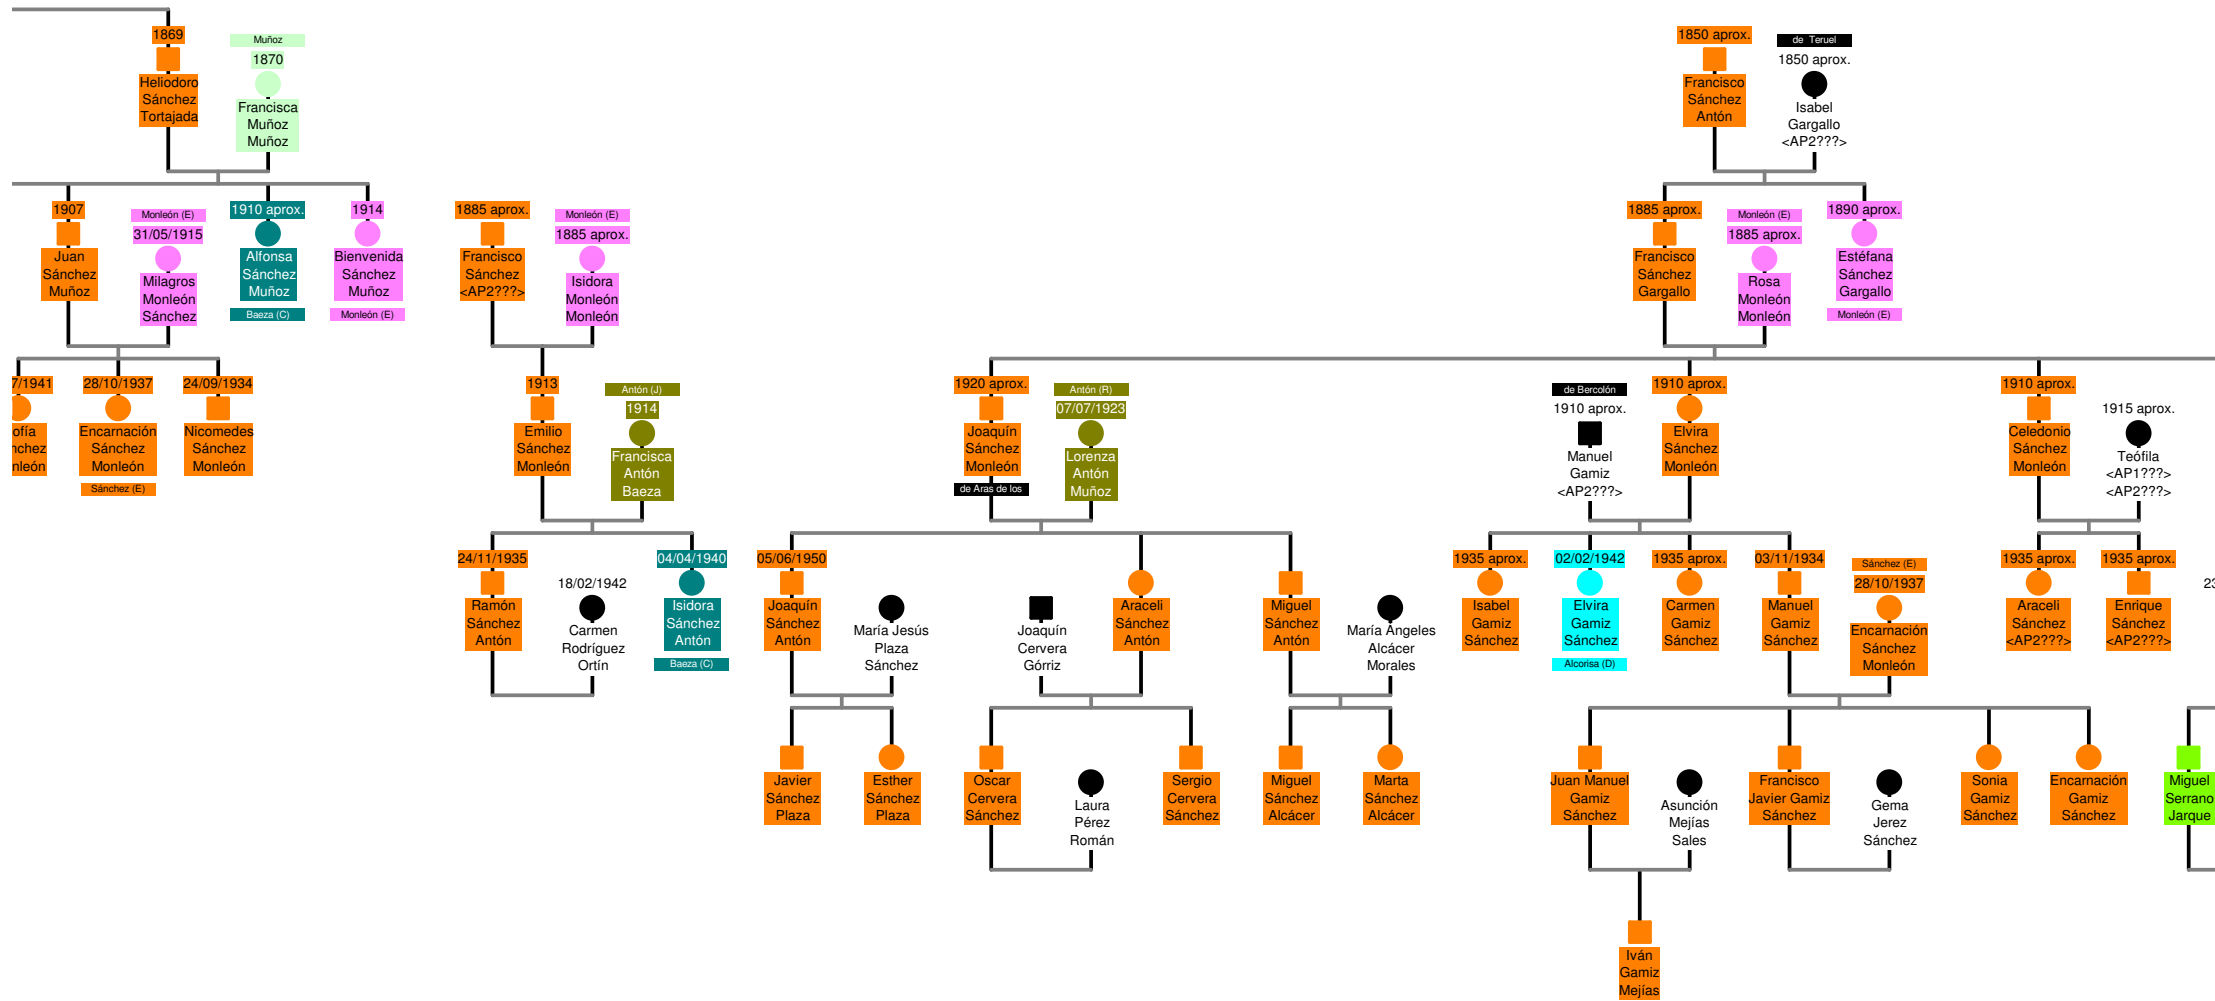 1869
Heliodoro
Sánchez
Tortajada
Muñoz
1870
Francisca
Muñoz
Muñoz
1850 aprox.
Francisco
Sánchez
Antón
de Teruel
1850 aprox.
Isabel
Gargallo
<AP2???>
1907
Juan
Sánchez
Muñoz
Monleón (E)
31/05/1915
Milagros
Monleón
Sánchez
1910 aprox.
Alfonsa
Sánchez
Muñoz
Baeza (C)
1914
Bienvenida
Sánchez
Muñoz
Monleón (E)
1885 aprox.
Francisco
Sánchez
<AP2???>
Monleón (E)
1885 aprox.
Isidora
Monleón
Monleón
1885 aprox.
Francisco
Sánchez
Gargallo
Monleón (E)
1885 aprox.
Rosa
Monleón
Monleón
1890 aprox.
Estéfana
Sánchez
Gargallo
Monleón (E)
7/1941
ofía
nchez
nleón
28/10/1937
Encarnación
Sánchez
Monleón
Sánchez (E)
24/09/1934
Nicomedes
Sánchez
Monleón
1913
Emilio
Sánchez
Monleón
Antón (J)
1914
Francisca
Antón
Baeza
1920 aprox.
Joaquín
Sánchez
Monleón
de Aras de los
Antón (R)
07/07/1923
Lorenza
Antón
Muñoz
de Bercolón
1910 aprox.
Manuel
Gamiz
<AP2???>
1910 aprox.
Elvira
Sánchez
Monleón
1910 aprox.
Celedonio
Sánchez
Monleón
1915 aprox.
Teófila
<AP1???>
<AP2???>
24/11/1935
Ramón
Sánchez
Antón
18/02/1942
Carmen
Rodríguez
Ortín
04/04/1940
Isidora
Sánchez
Antón
Baeza (C)
05/06/1950
Joaquín
Sánchez
Antón
María Jesús
Plaza
Sánchez
Joaquín
Cervera
Górriz
Araceli
Sánchez
Antón
Miguel
Sánchez
Antón
María Ángeles
Alcácer
Morales
1935 aprox.
Isabel
Gamiz
Sánchez
02/02/1942
Elvira
Gamiz
Sánchez
Alcorisa (D)
1935 aprox.
Carmen
Gamiz
Sánchez
03/11/1934
Manuel
Gamiz
Sánchez
Sánchez (E)
28/10/1937
Encarnación
Sánchez
Monleón
1935 aprox.
Araceli
Sánchez
<AP2???>
1935 aprox.
Enrique
Sánchez
<AP2???>
23
Javier
Sánchez
Plaza
Esther
Sánchez
Plaza
Oscar
Cervera
Sánchez
Laura
Pérez
Román
Sergio
Cervera
Sánchez
Miguel
Sánchez
Alcácer
Marta
Sánchez
Alcácer
Juan Manuel
Gamiz
Sánchez
Asunción
Mejías
Sales
Francisco
Javier Gamiz
Sánchez
Gema
Jerez
Sánchez
Sonia
Gamiz
Sánchez
Encarnación
Gamiz
Sánchez
Miguel
Serrano
Jarque
Iván
Gamiz
Mejías